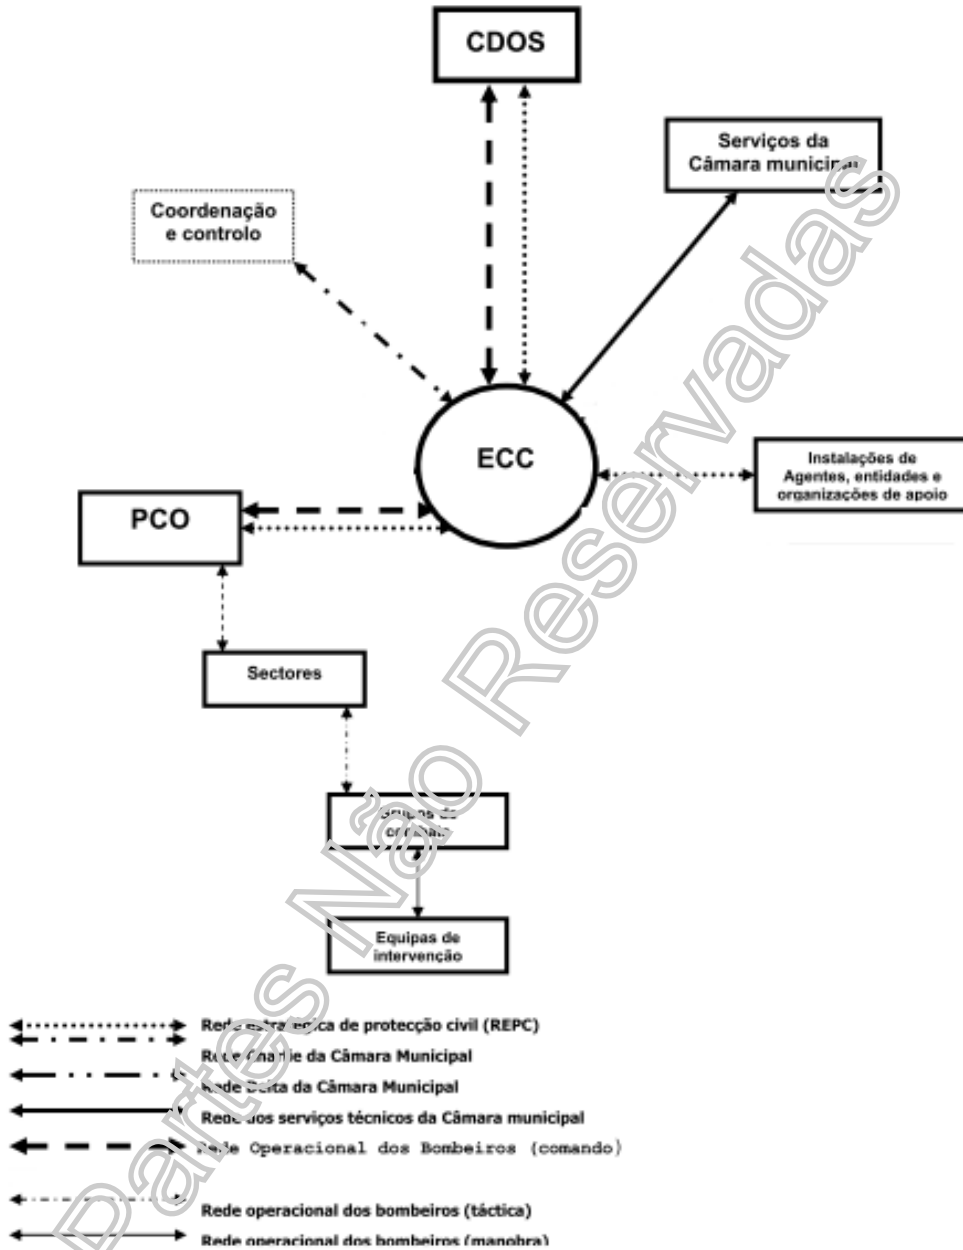 CDOS
Serviços da
Câmara municipal
Coordenação
e controlo
ECC
Instalações de
Agentes, entidades e
organizações de apoio
PCO
Sectores
Grupos de
combate
Equipas de
intervenção
Rede estratégica de protecção civil (REPC)
Rede Charlie da Câmara Municipal
Rede Delta da Câmara Municipal
Rede dos serviços técnicos da Câmara municipal
Rede Operacional dos Bombeiros (comando)
Rede operacional dos bombeiros (táctica)
Rede operacional dos bombeiros (manobra)
Partes Não Reservadas